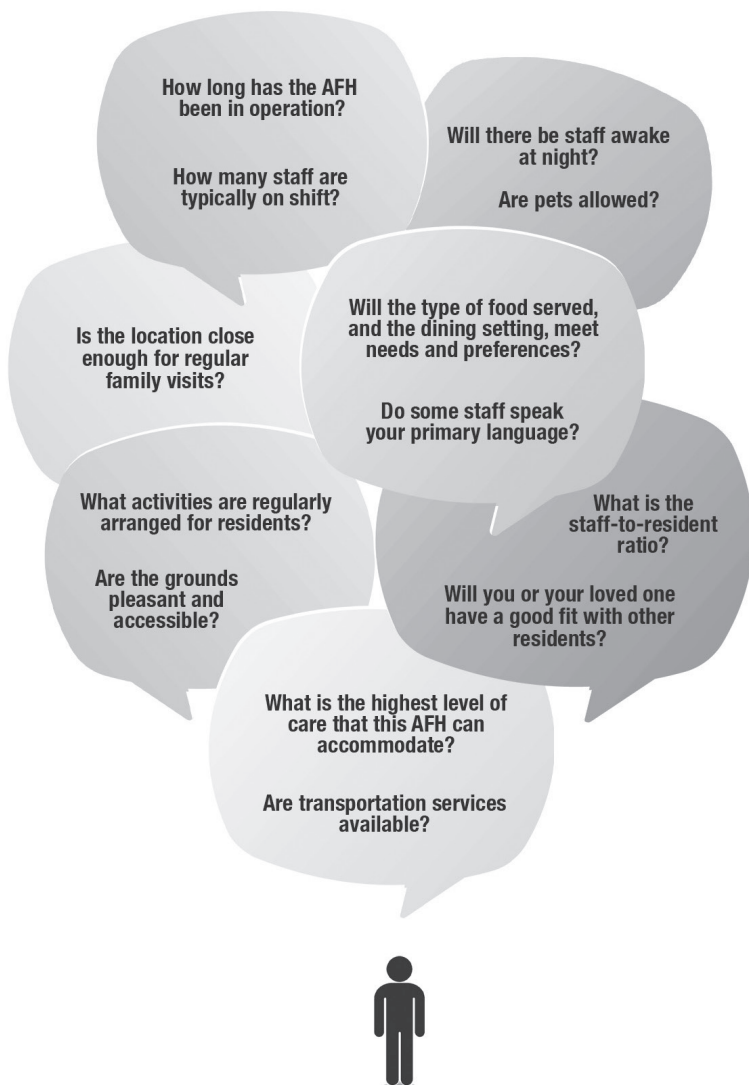 How long has the AFH
been in operation?
How many staff are
typically on shift?
Will there be staff awake
at night?
Are pets allowed?
Is the location close
enough for regular
family visits?
Will the type of food served,
and the dining setting, meet
needs and preferences?
Do some staff speak
your primary language?
What activities are regularly
arranged for residents?
Are the grounds
pleasant and
accessible?
What is the
staff-to-resident
ratio?
Will you or your loved one
have a good fit with other
residents?
What is the highest level of
care that this AFH can
accommodate?
Are transportation services
available?